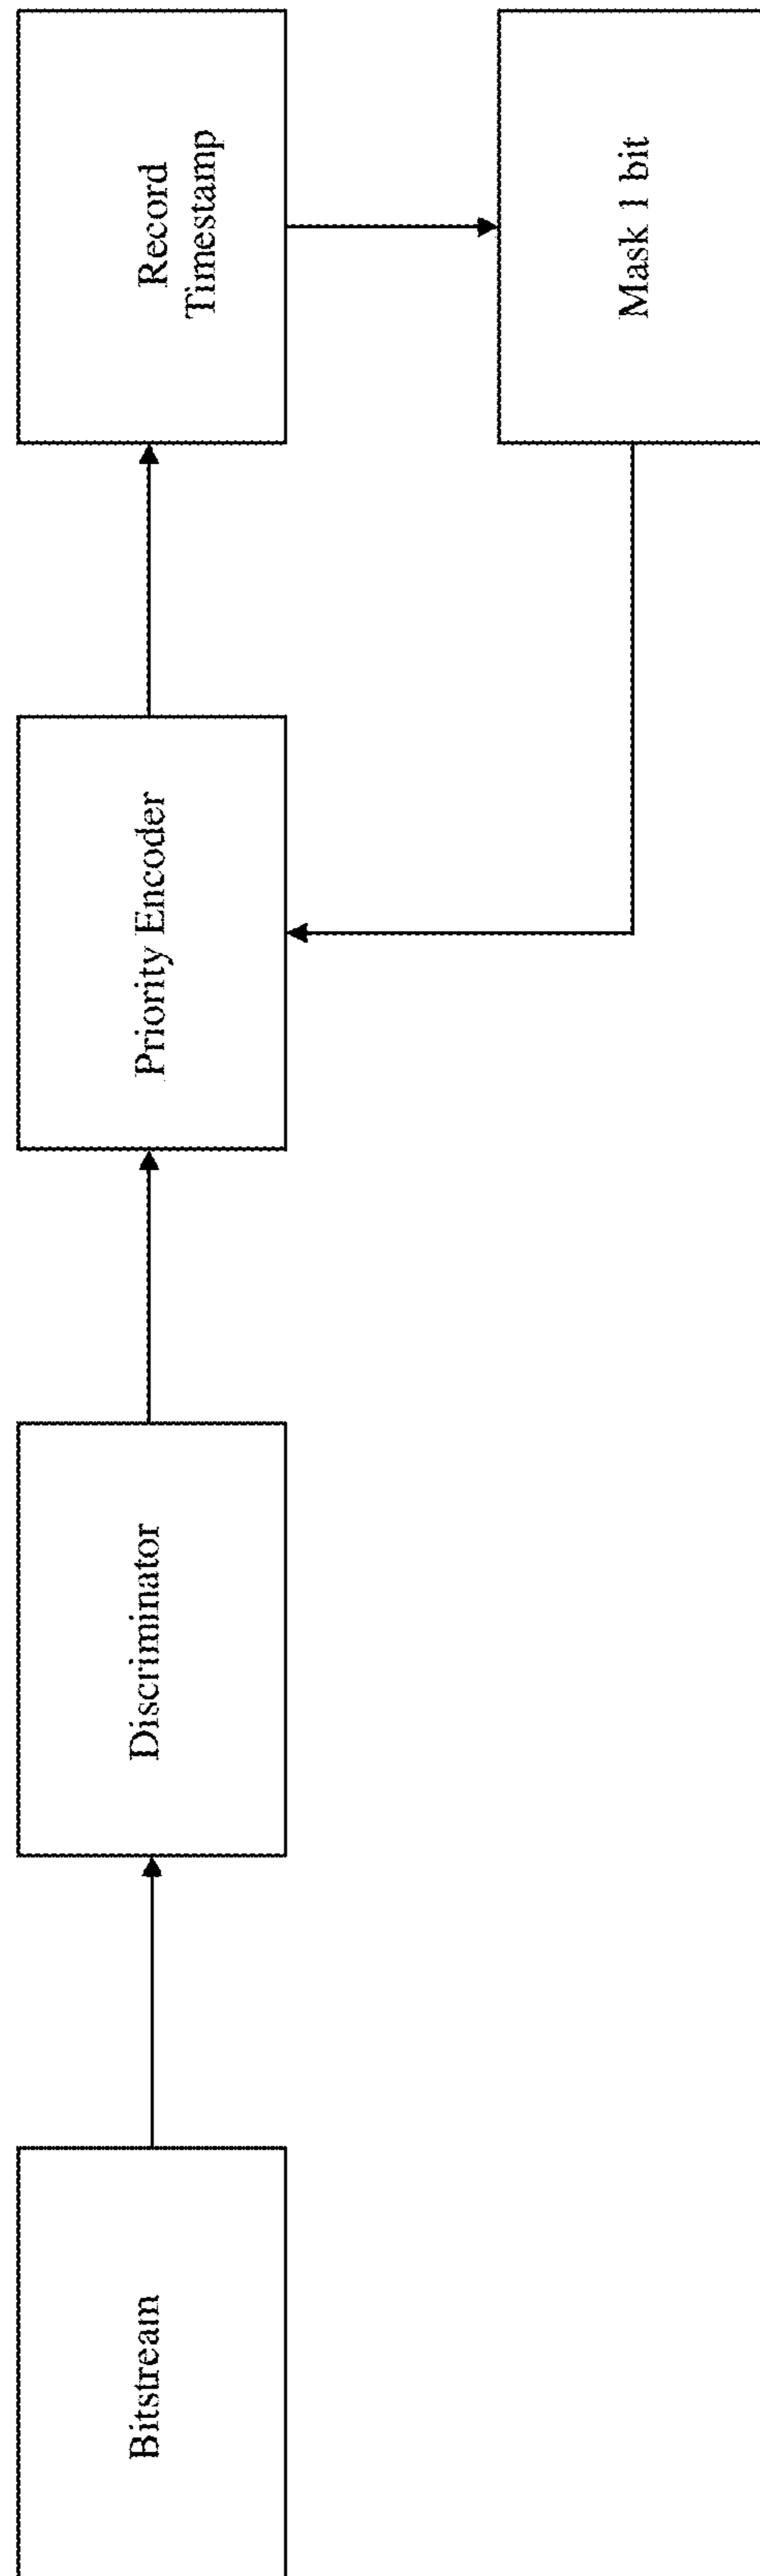 Bitstream
Discriminator
Priority Encoder
Record
Timestamp
Mask 1 bit